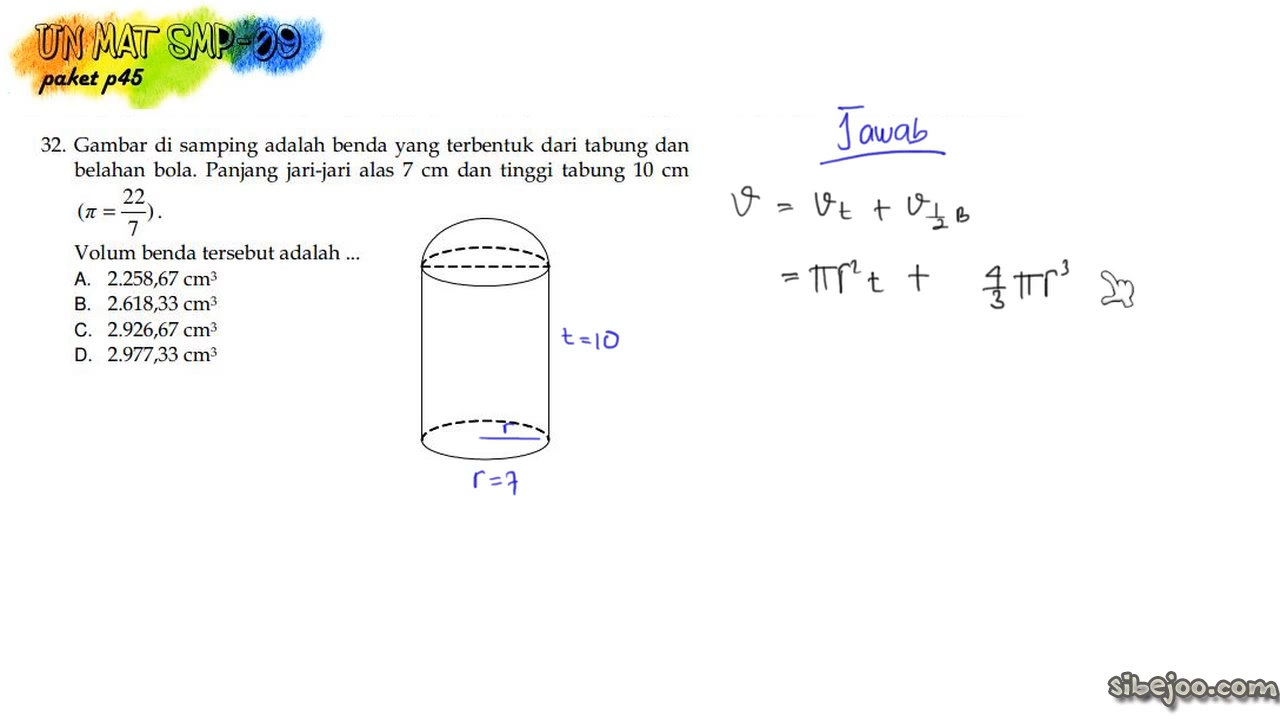 UN MAT SMP-09
paket p45
32. Gambar di samping adalah benda yang terbentuk dari tabung dan
belahan bola. Panjang jari-jari alas 7 cm dan tinggi tabung 10 cm
(π = 22/7).
Volum benda tersebut adalah ...
A. 2.258,67 cm³
B. 2.618,33 cm³
C. 2.926,67 cm³
D. 2.977,33 cm³
t=10
r
r=7
Jawab
V = Vt + V½B
= πr²t + 4/3 πr³
sibejoo.com